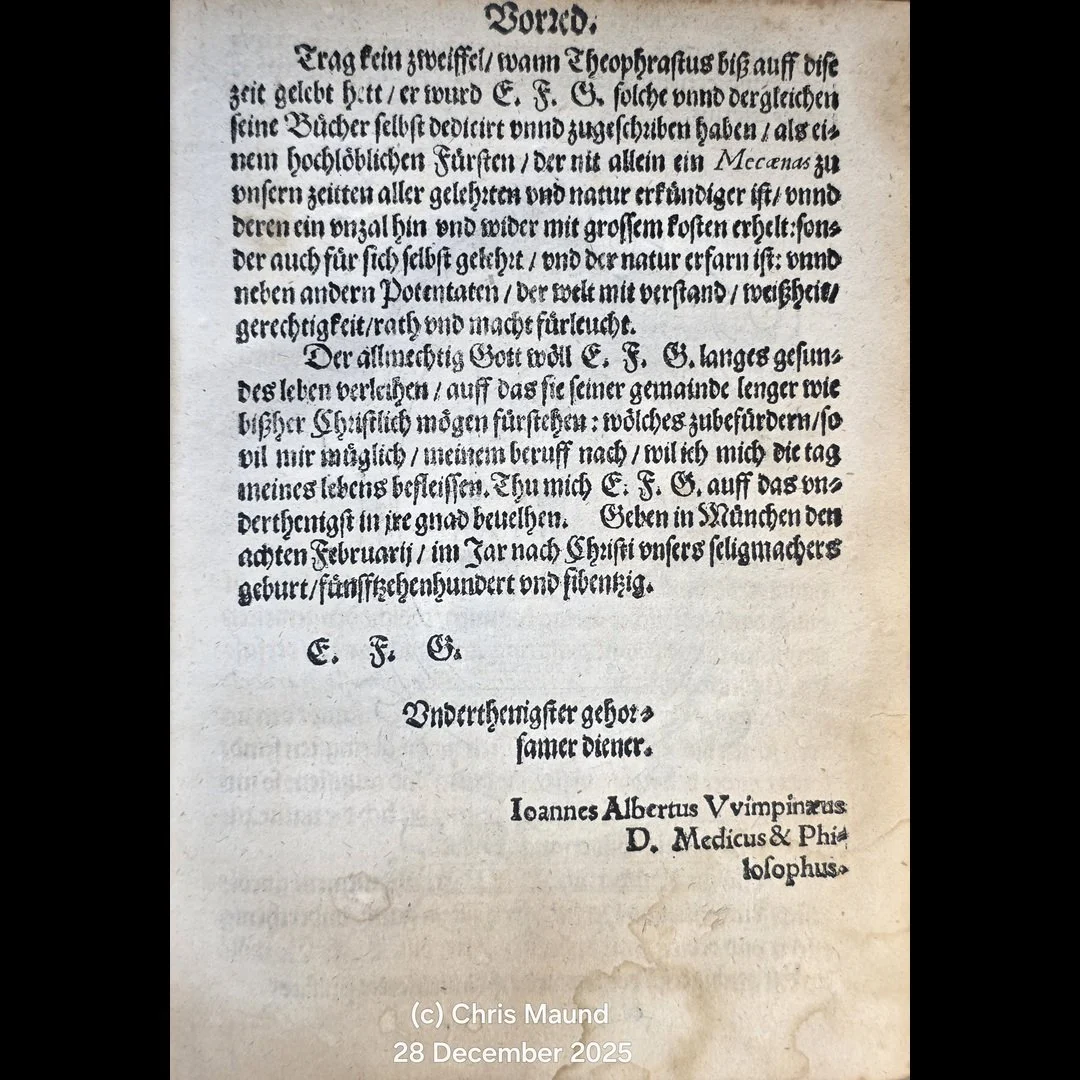 Vorred.
Trag kein zweiffel/ wann Theophrastus biß auff dise
zeit gelebt hett / er wurd E. F. G. solche vnnd dergleichen
seine Bücher selbst dedicirt vnnd zugeschriben haben / als ei-
nem hochlöblichen Fürsten / der nit allein ein Mecænas zu
vnsern zeitten aller gelehrten vnd natur erkündiger ist/ vnnd
deren ein vnzal hin vnd wider mit grossem kosten erhelt:son-
der auch für sich selbst gelehrt / vnd der natur erfarn ist: vnnd
neben andern Potentaten / der welt mit verstand / weißheit/
gerechtigkeit/rath vnd macht fürleucht.
Der allmechtig Gott wöll E. F. G. langes gesun-
des leben verleihen / auff das sie seiner gemainde lenger wie
bißher Christlich mögen fürstehen : wölches zubefürdern/so
vil mir müglich / meinem beruff nach / wil ich mich die tag
meines lebens befleissen. Thu mich E. F. G. auff das vn-
derthenigst in jre gnad beuelhen. Geben in München den
achten Februarij / im Jar nach Christi vnsers seligmachers
geburt/fünfftzehenhundert vnd sibentzig.
E. F. G.
Vnderthenigster gehor-
samer diener.
Ioannes Albertus Vvimpinæus
D. Medicus & Phi-
losophus.
(c) Chris Maund
28 December 2025